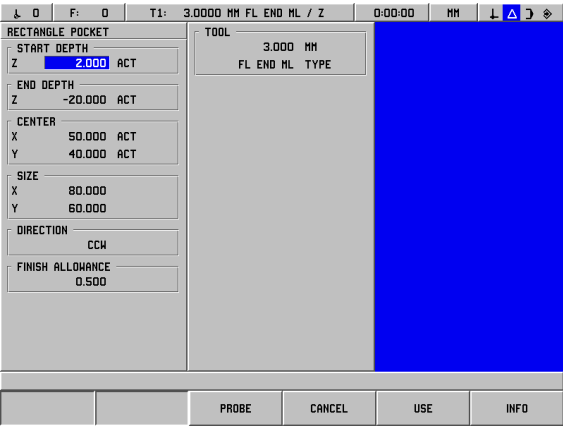 0 F: 0 T1: 3.0000 MM FL END ML / Z 0:00:00 MM
RECTANGLE POCKET
START DEPTH
Z 2.000 ACT
END DEPTH
Z -20.000 ACT
CENTER
X 50.000 ACT
Y 40.000 ACT
SIZE
X 80.000
Y 60.000
DIRECTION
CCW
FINISH ALLOWANCE
0.500
TOOL
3.000 MM
FL END ML TYPE
PROBE CANCEL USE INFO